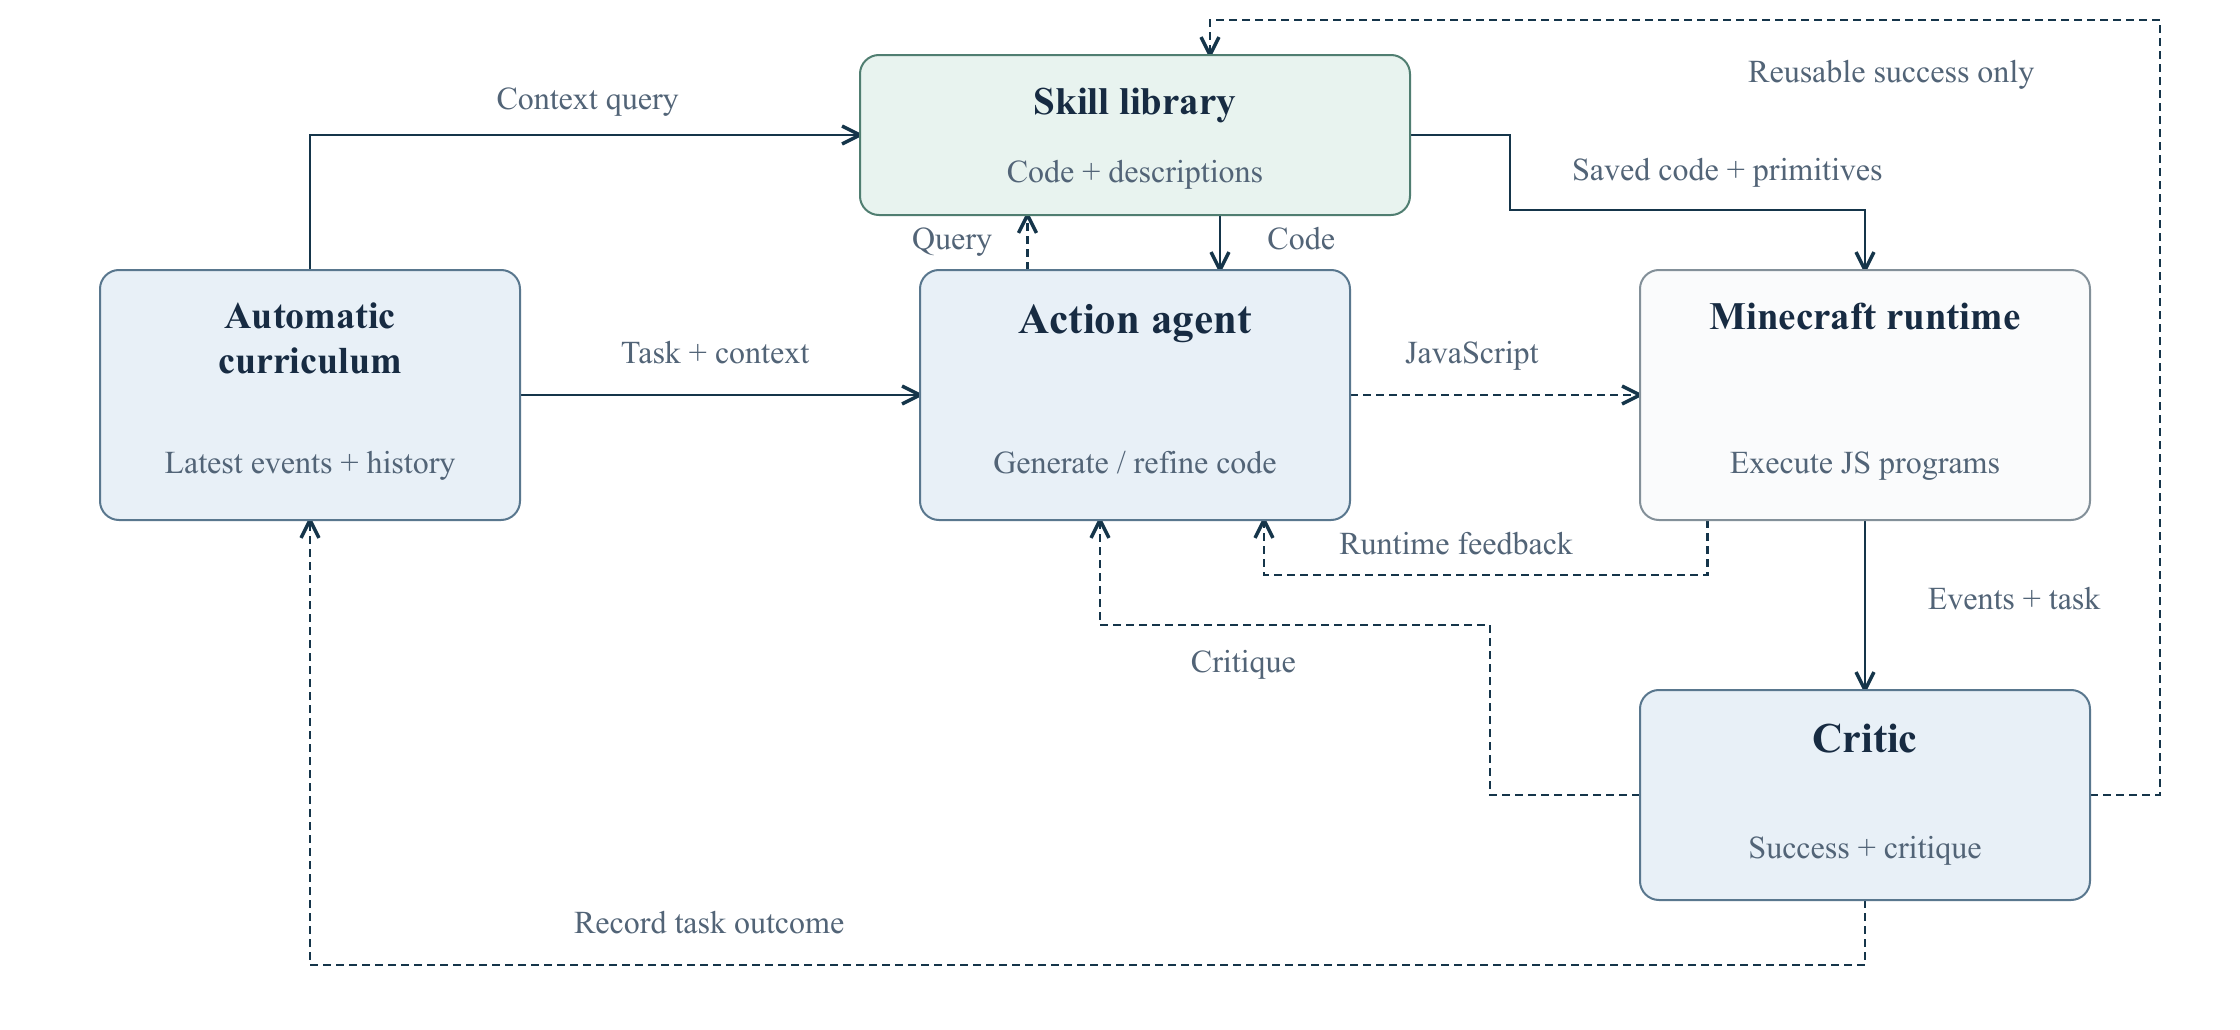 Reusable success only
Context query
Skill library
Code + descriptions
Saved code + primitives
Query
Code
Automatic
curriculum
Latest events + history
Task + context
Action agent
Generate / refine code
JavaScript
Minecraft runtime
Execute JS programs
Runtime feedback
Events + task
Critique
Critic
Success + critique
Record task outcome